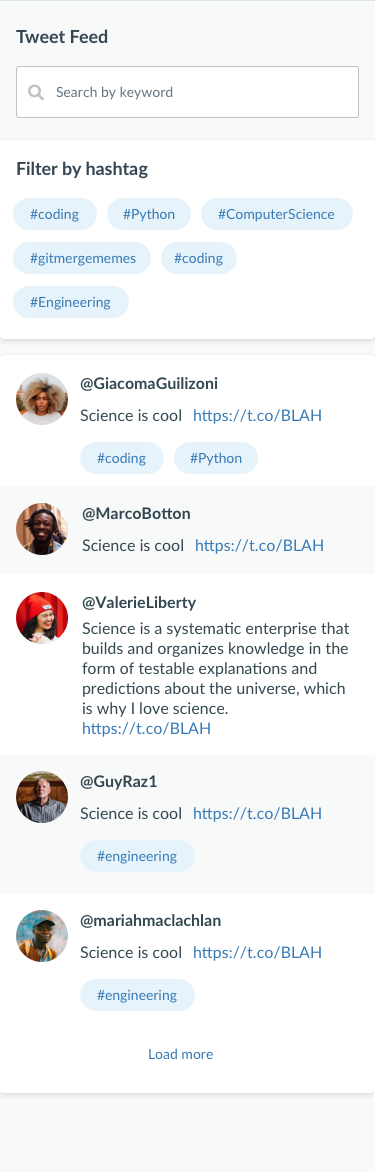 Tweet Feed
Search by keyword
Filter by hashtag
#coding #Python #ComputerScience
#gitmergememes #coding
#Engineering
@GiacomaGuilizoni
Science is cool https://t.co/BLAH
#coding #Python
@MarcoBotton
Science is cool https://t.co/BLAH
@ValerieLiberty
Science is a systematic enterprise that
builds and organizes knowledge in the
form of testable explanations and
predictions about the universe, which
is why I love science.
https://t.co/BLAH
@GuyRaz1
Science is cool https://t.co/BLAH
#engineering
@mariahmaclachlan
Science is cool https://t.co/BLAH
#engineering
Load more